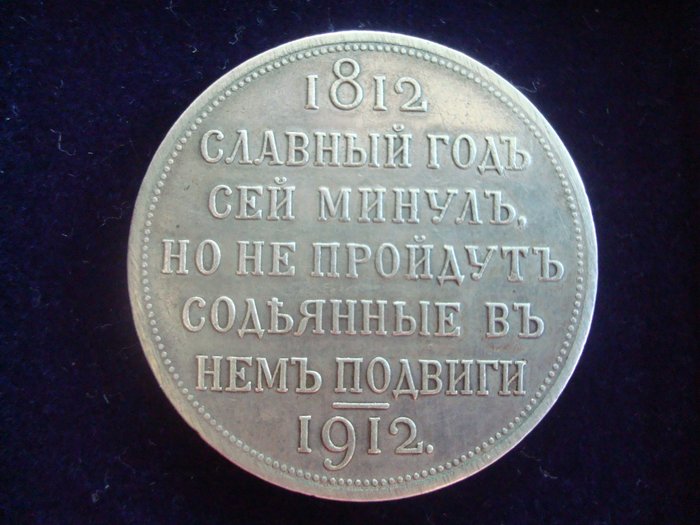 1812
СЛАВНЫЙ ГОДЪ
СЕЙ МИНУЛЪ,
НО НЕ ПРОЙДУТЪ
СОДѢЯННЫЕ ВЪ
НЕМЪ ПОДВИГИ
1912.